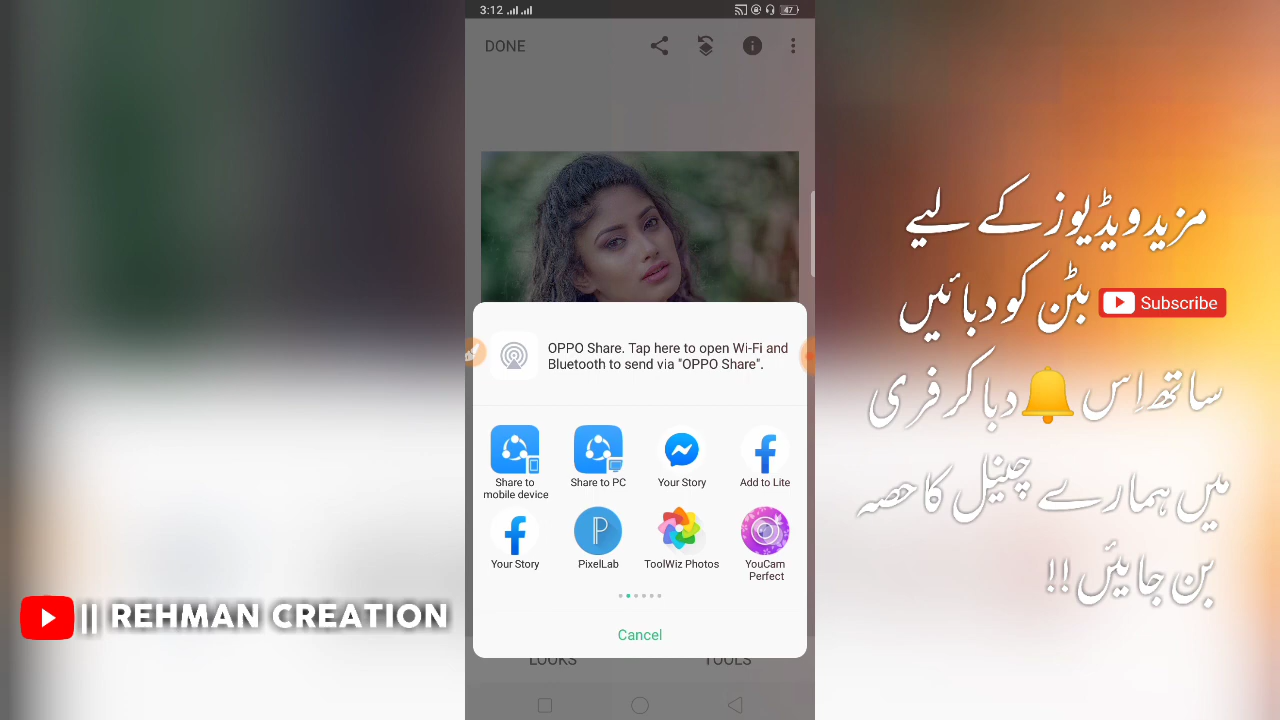 3:12
47
DONE
OPPO Share. Tap here to open Wi-Fi and
Bluetooth to send via "OPPO Share".
Share to
mobile device
Share to PC
Your Story
Add to Lite
Your Story
PixelLab
ToolWiz Photos
YouCam
Perfect
Cancel
LOOKS
TOOLS
|| REHMAN CREATION
مزید ویڈیوز کے لیے
Subscribe بٹن کو دبائیں
ساتھ اِس دبا کر فری
میں ہمارے چینل کا حصہ
بن جایئں !!